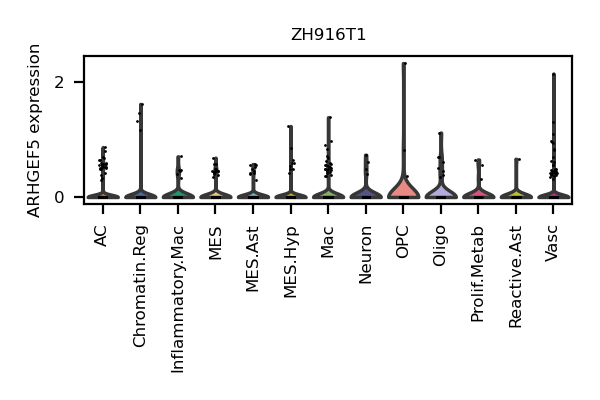 ZH916T1
ARHGEF5 expression
2
0
AC
Chromatin.Reg
Inflammatory.Mac
MES
MES.Ast
MES.Hyp
Mac
Neuron
OPC
Oligo
Prolif.Metab
Reactive.Ast
Vasc